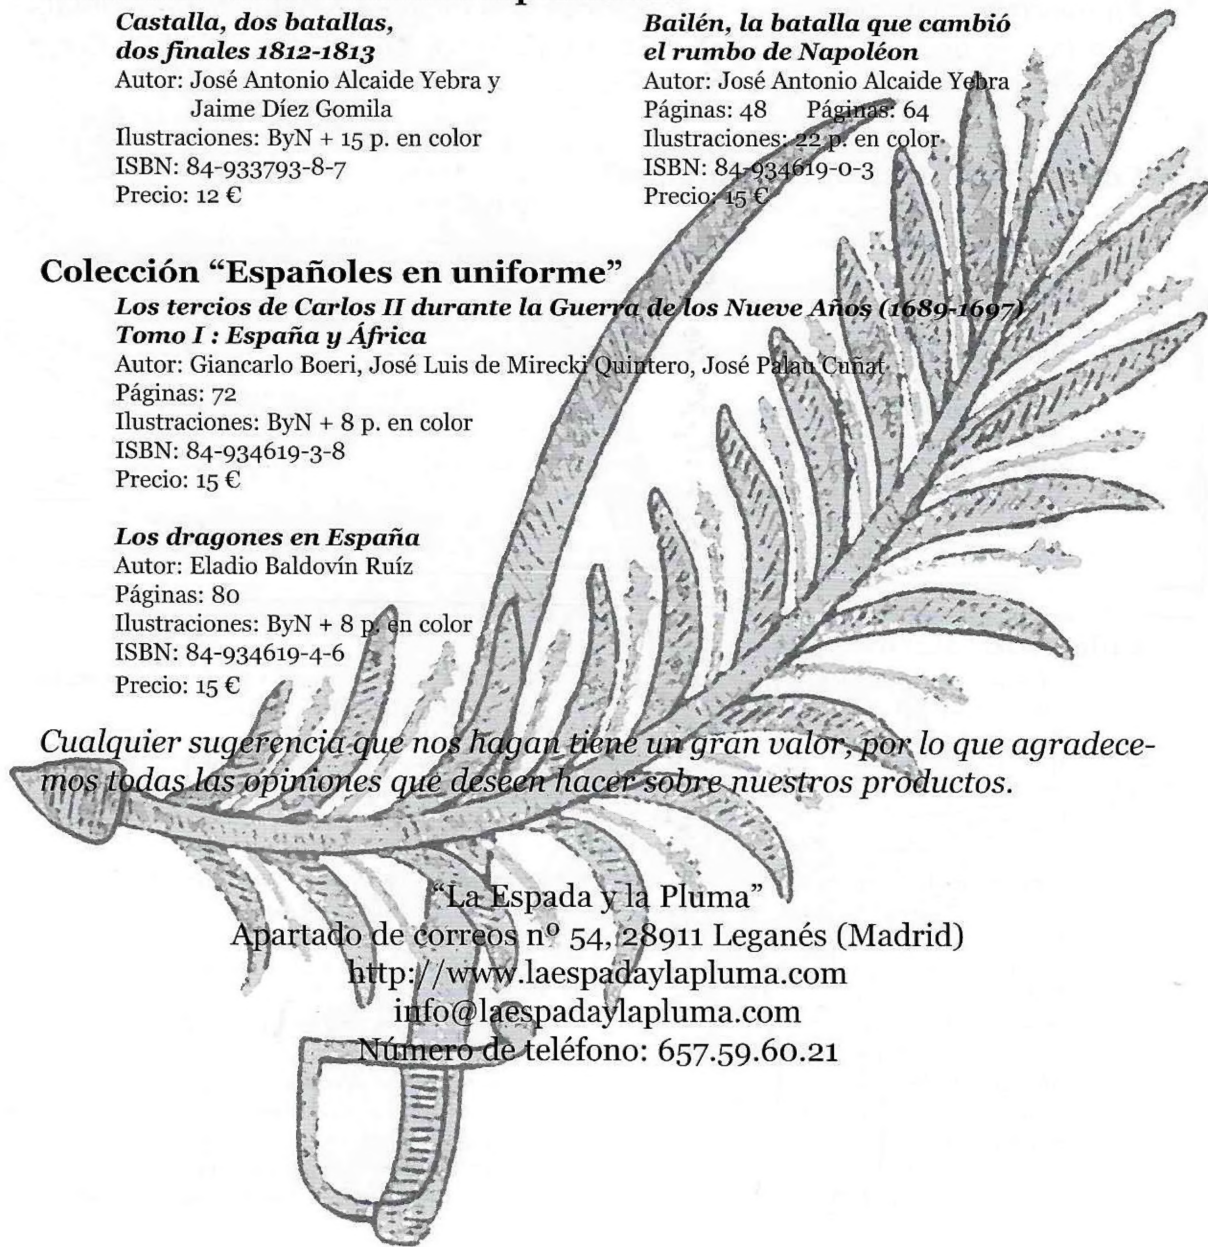 Castalla, dos batallas,
dos finales 1812-1813
Autor: José Antonio Alcaide Yebra y
Jaime Díez Gomila
Ilustraciones: ByN + 15 p. en color
ISBN: 84-933793-8-7
Precio: 12 €
Bailén, la batalla que cambió
el rumbo de Napoléon
Autor: José Antonio Alcaide Yebra
Páginas: 48 Páginas: 64
Ilustraciones: 22 p. en color
ISBN: 84-934619-0-3
Precio: 15 €
Colección “Españoles en uniforme”
Los tercios de Carlos II durante la Guerra de los Nueve Años (1689-1697)
Tomo I : España y África
Autor: Giancarlo Boeri, José Luis de Mirecki Quintero, José Palau Cuñat
Páginas: 72
Ilustraciones: ByN + 8 p. en color
ISBN: 84-934619-3-8
Precio: 15 €
Los dragones en España
Autor: Eladio Baldovín Ruíz
Páginas: 80
Ilustraciones: ByN + 8 p. en color
ISBN: 84-934619-4-6
Precio: 15 €
Cualquier sugerencia que nos hagan tiene un gran valor, por lo que agradece-
mos todas las opiniones que deseen hacer sobre nuestros productos.
“La Espada y la Pluma”
Apartado de correos nº 54, 28911 Leganés (Madrid)
http://www.laespadaylapluma.com
info@laespadaylapluma.com
Número de teléfono: 657.59.60.21